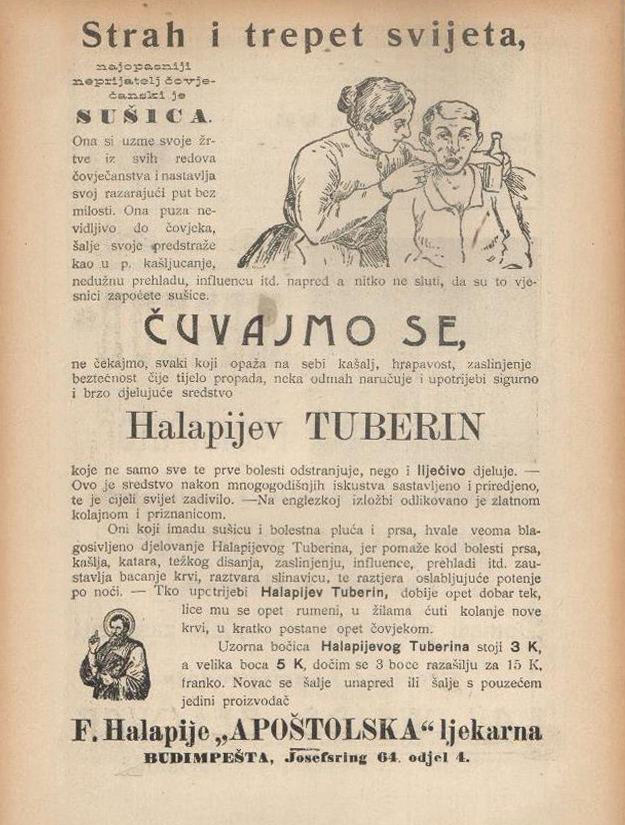 Strah i trepet svijeta,
najopasniji
neprijatelj čovje-
čanski je
SUŠICA.
Ona si uzme svoje žr-
tve iz svih redova
čovječanstva i nastavlja
svoj razarajući put bez
milosti. Ona puza ne-
vidljivo do čovjeka,
šalje svoje predstraže
kao u p. kašljucanje,
nedužnu prehladu, influencu itd. napred a nitko ne sluti, da su to vje-
snici započete sušice.
ČUVAJMO SE,
ne čekajmo, svaki koji opaža na sebi kašalj, hrapavost, zaslinjenje
beztečnost čije tijelo propada, neka odmah naručuje i upotrijebi sigurno
i brzo djelujuće sredstvo
Halapijev TUBERIN
koje ne samo sve te prve bolesti odstranjuje, nego i liječivo djeluje. —
Ovo je sredstvo nakon mnogogodišnjih iskustva sastavljeno i priredjeno,
te je cijeli svijet zadivilo. —Na englezkoj izložbi odlikovano je zlatnom
kolajnom i priznanicom.
Oni koji imadu sušicu i bolestna pluća i prsa, hvale veoma bla-
gosivljeno djelovanje Halapijevog Tuberina, jer pomaže kod bolesti prsa,
kašlja, katara, težkog disanja, zaslinjenju, influence, prehladi itd. zau-
stavlja bacanje krvi, raztvara slinavicu, te raztjera oslabljujuće potenje
po noći. — Tko upotrijebi Halapijev Tuberin, dobije opet dobar tek,
lice mu se opet rumeni, u žilama ćuti kolanje nove
krvi, u kratko postane opet čovjekom.
Uzorna bočica Halapijevog Tuberina stoji 3 K,
a velika boca 5 K, dočim se 3 boce razašilju za 15 K,
franko. Novac se šalje unapred ili šalje s pouzećem
jedini proizvodač
F. Halapije „APOŠTOLSKA“ ljekarna
BUDIMPEŠTA, Josefsring 64. odjel 4.